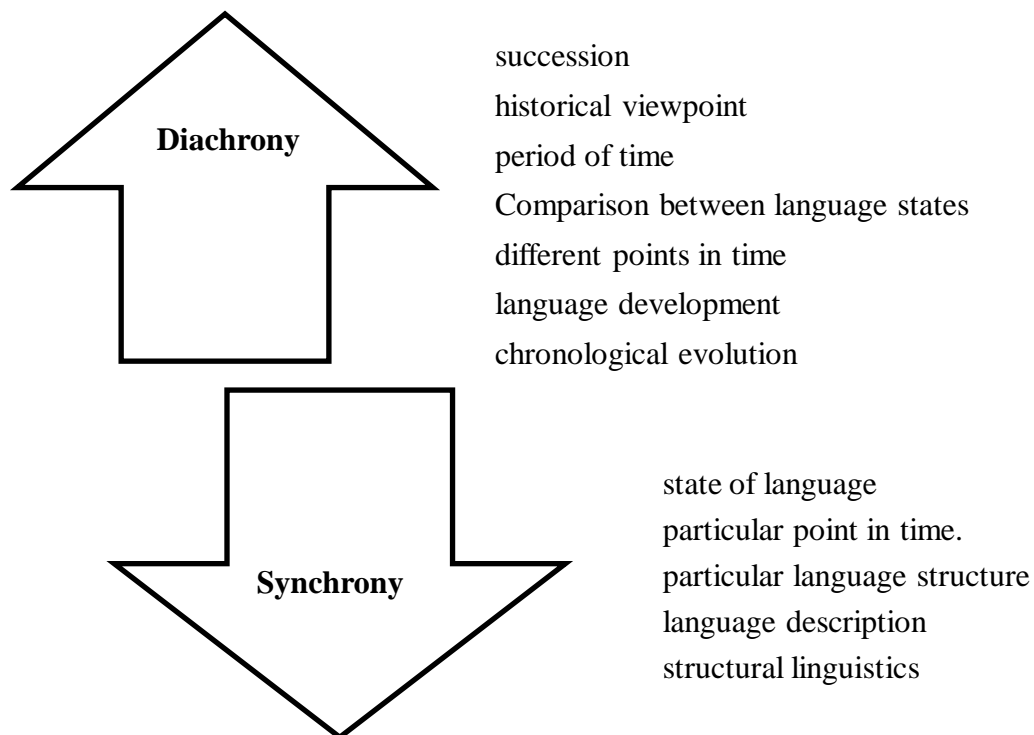 Diachrony
succession
historical viewpoint
period of time
Comparison between language states
different points in time
language development
chronological evolution
Synchrony
state of language
particular point in time.
particular language structure
language description
structural linguistics